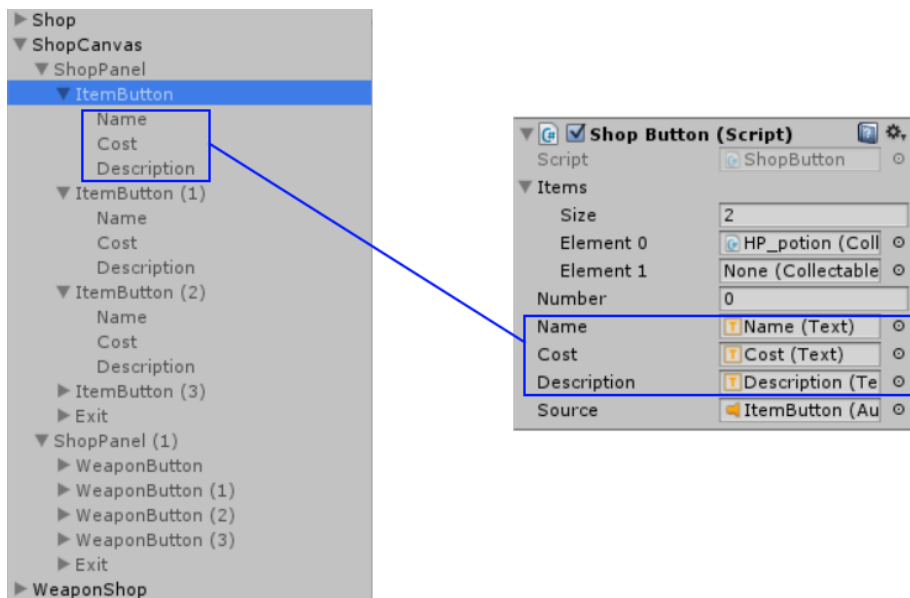 Shop
ShopCanvas
ShopPanel
ItemButton
Name
Cost
Description
ItemButton (1)
Name
Cost
Description
ItemButton (2)
Name
Cost
Description
ItemButton (3)
Exit
ShopPanel (1)
WeaponButton
WeaponButton (1)
WeaponButton (2)
WeaponButton (3)
Exit
WeaponShop
Shop Button (Script)
Script ShopButton
Items
Size 2
Element 0 HP_potion (Coll
Element 1 None (Collectable
Number 0
Name Name (Text)
Cost Cost (Text)
Description Description (Te
Source ItemButton (Au